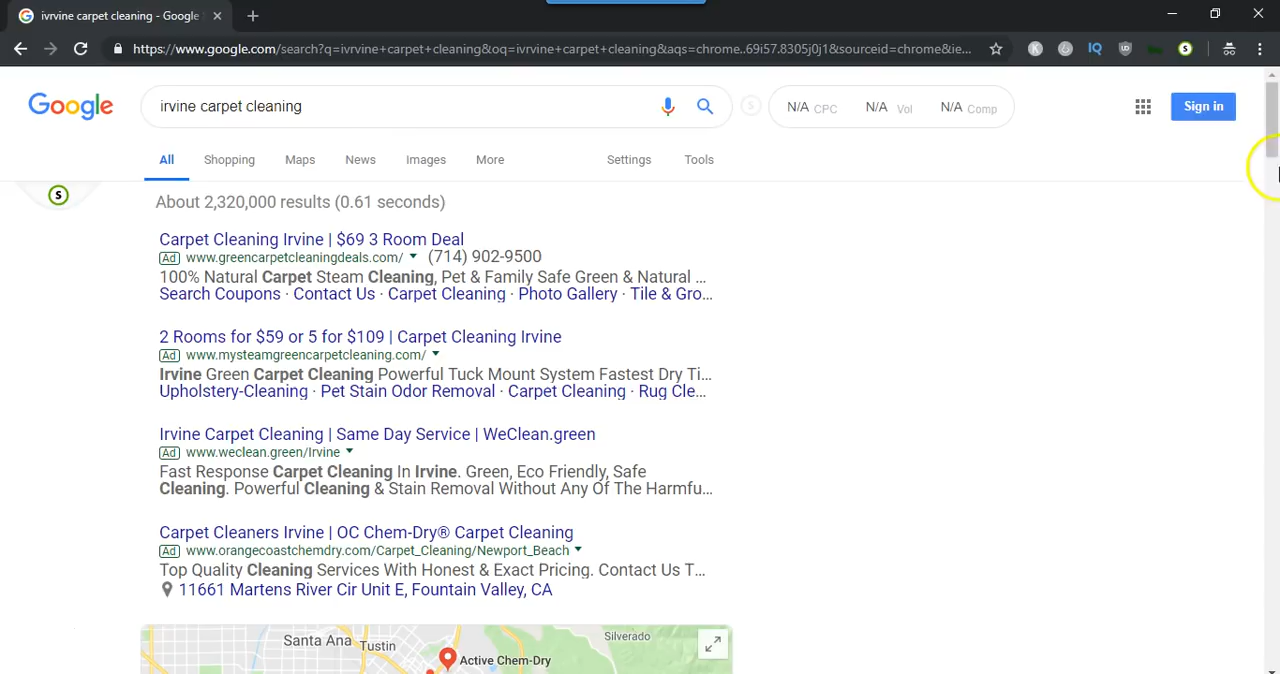 ivrvine carpet cleaning - Google
https://www.google.com/search?q=ivrvine+carpet+cleaning&oq=ivrvine+carpet+cleaning&aqs=chrome..69i57.8305j0j1&sourceid=chrome&ie...
IQ
Google
irvine carpet cleaning
N/A CPC N/A Vol N/A Comp
Sign in
All Shopping Maps News Images More Settings Tools
S
About 2,320,000 results (0.61 seconds)
Carpet Cleaning Irvine | $69 3 Room Deal
Ad www.greencarpetcleaningdeals.com/ (714) 902-9500
100% Natural Carpet Steam Cleaning, Pet & Family Safe Green & Natural ...
Search Coupons · Contact Us · Carpet Cleaning · Photo Gallery · Tile & Gro...
2 Rooms for $59 or 5 for $109 | Carpet Cleaning Irvine
Ad www.mysteamgreencarpetcleaning.com/
Irvine Green Carpet Cleaning Powerful Tuck Mount System Fastest Dry Ti...
Upholstery-Cleaning · Pet Stain Odor Removal · Carpet Cleaning · Rug Cle...
Irvine Carpet Cleaning | Same Day Service | WeClean.green
Ad www.weclean.green/Irvine
Fast Response Carpet Cleaning In Irvine. Green, Eco Friendly, Safe
Cleaning. Powerful Cleaning & Stain Removal Without Any Of The Harmfu...
Carpet Cleaners Irvine | OC Chem-Dry® Carpet Cleaning
Ad www.orangecoastchemdry.com/Carpet_Cleaning/Newport_Beach
Top Quality Cleaning Services With Honest & Exact Pricing. Contact Us T...
11661 Martens River Cir Unit E, Fountain Valley, CA
Santa Ana Tustin Silverado
Active Chem-Dry